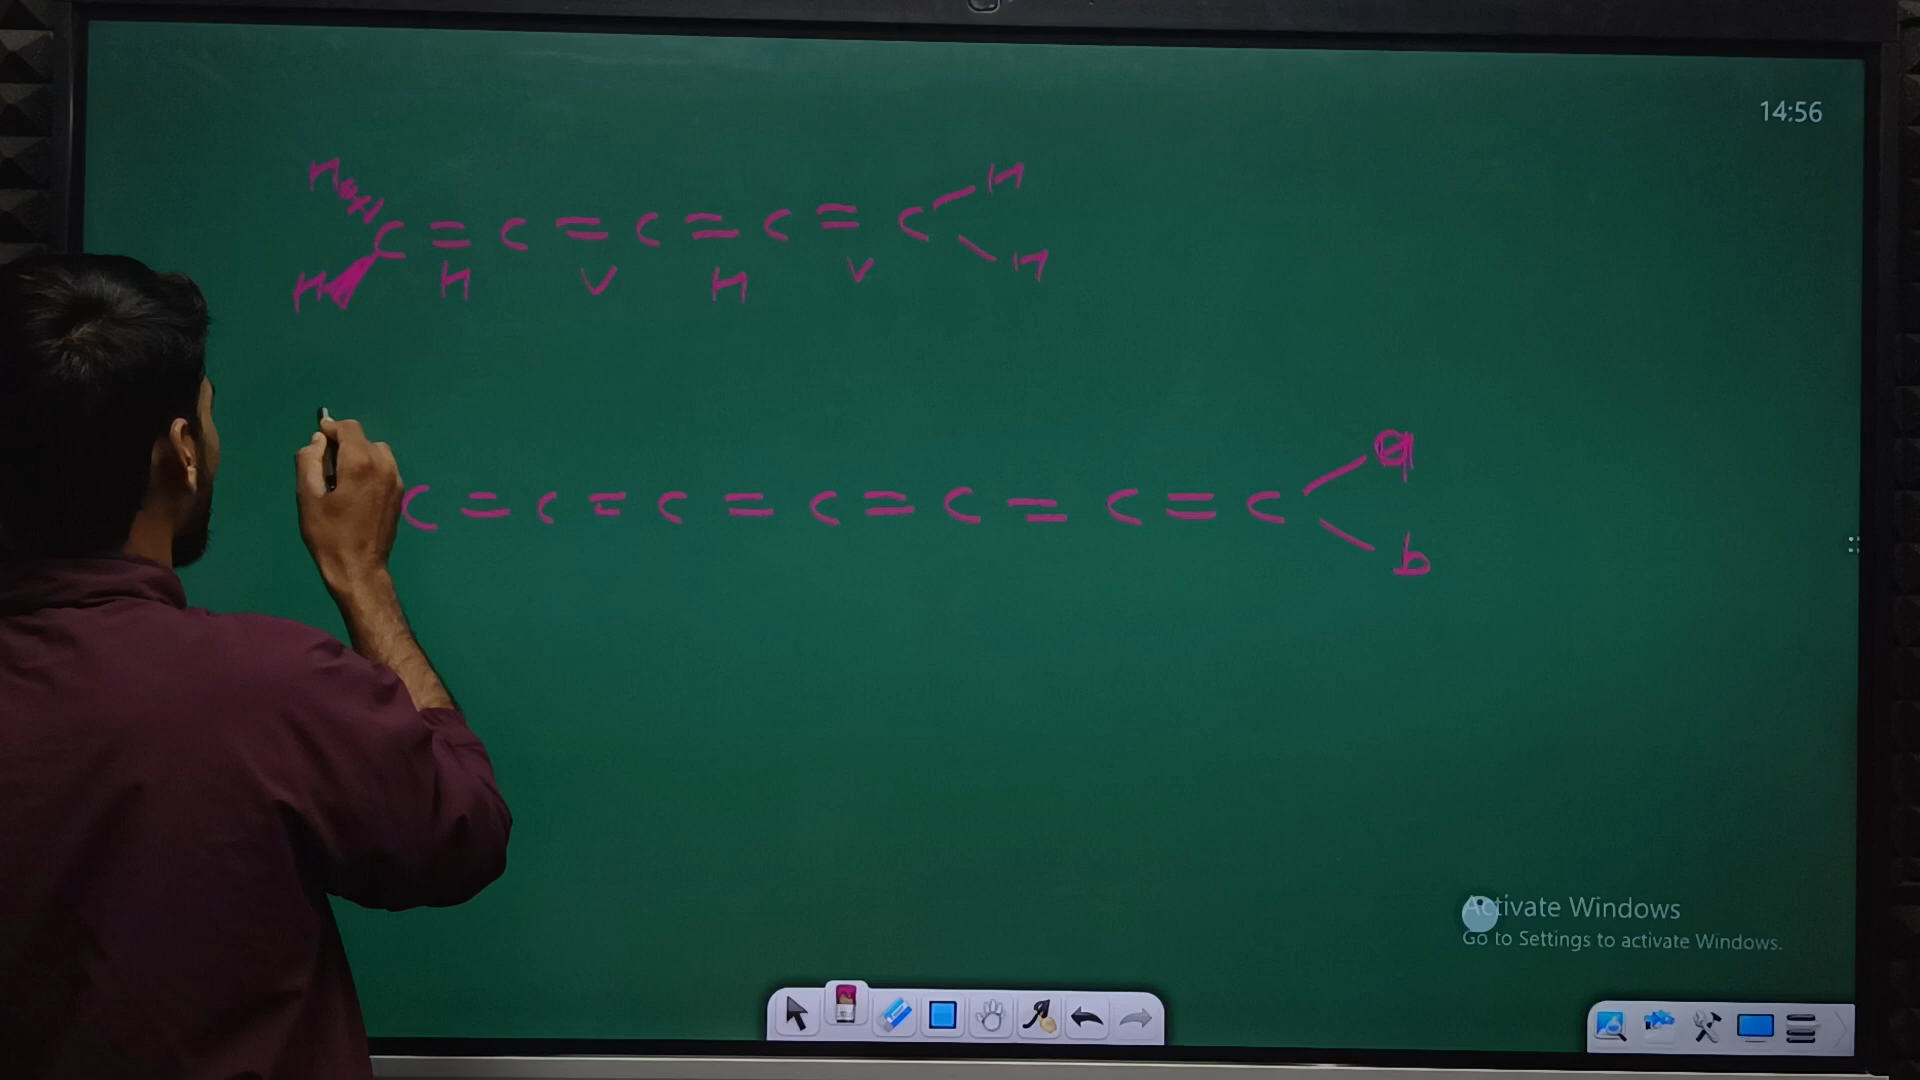 14:56
H H
C = C = C = C = C
H H V H V H
a
C = C = C = C = C = C = C
b
Activate Windows
Go to Settings to activate Windows.